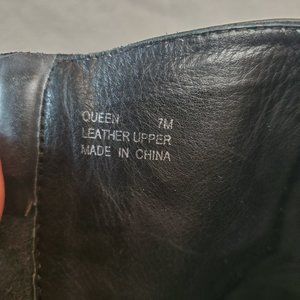 QUEEN 7M
LEATHER UPPER
MADE IN CHINA